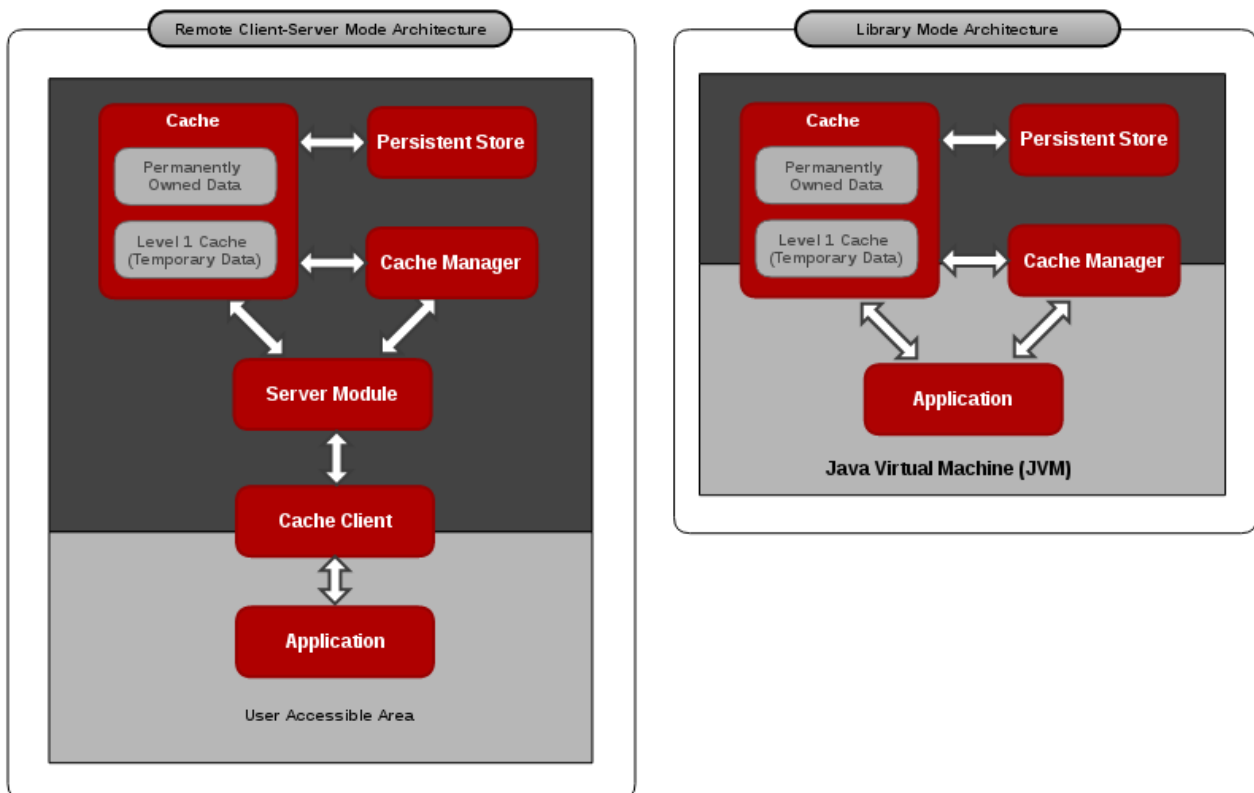 Remote Client-Server Mode Architecture
Cache
Permanently
Owned Data
Level 1 Cache
(Temporary Data)
Persistent Store
Cache Manager
Server Module
Cache Client
Application
User Accessible Area
Library Mode Architecture
Cache
Permanently
Owned Data
Level 1 Cache
(Temporary Data)
Persistent Store
Cache Manager
Application
Java Virtual Machine (JVM)